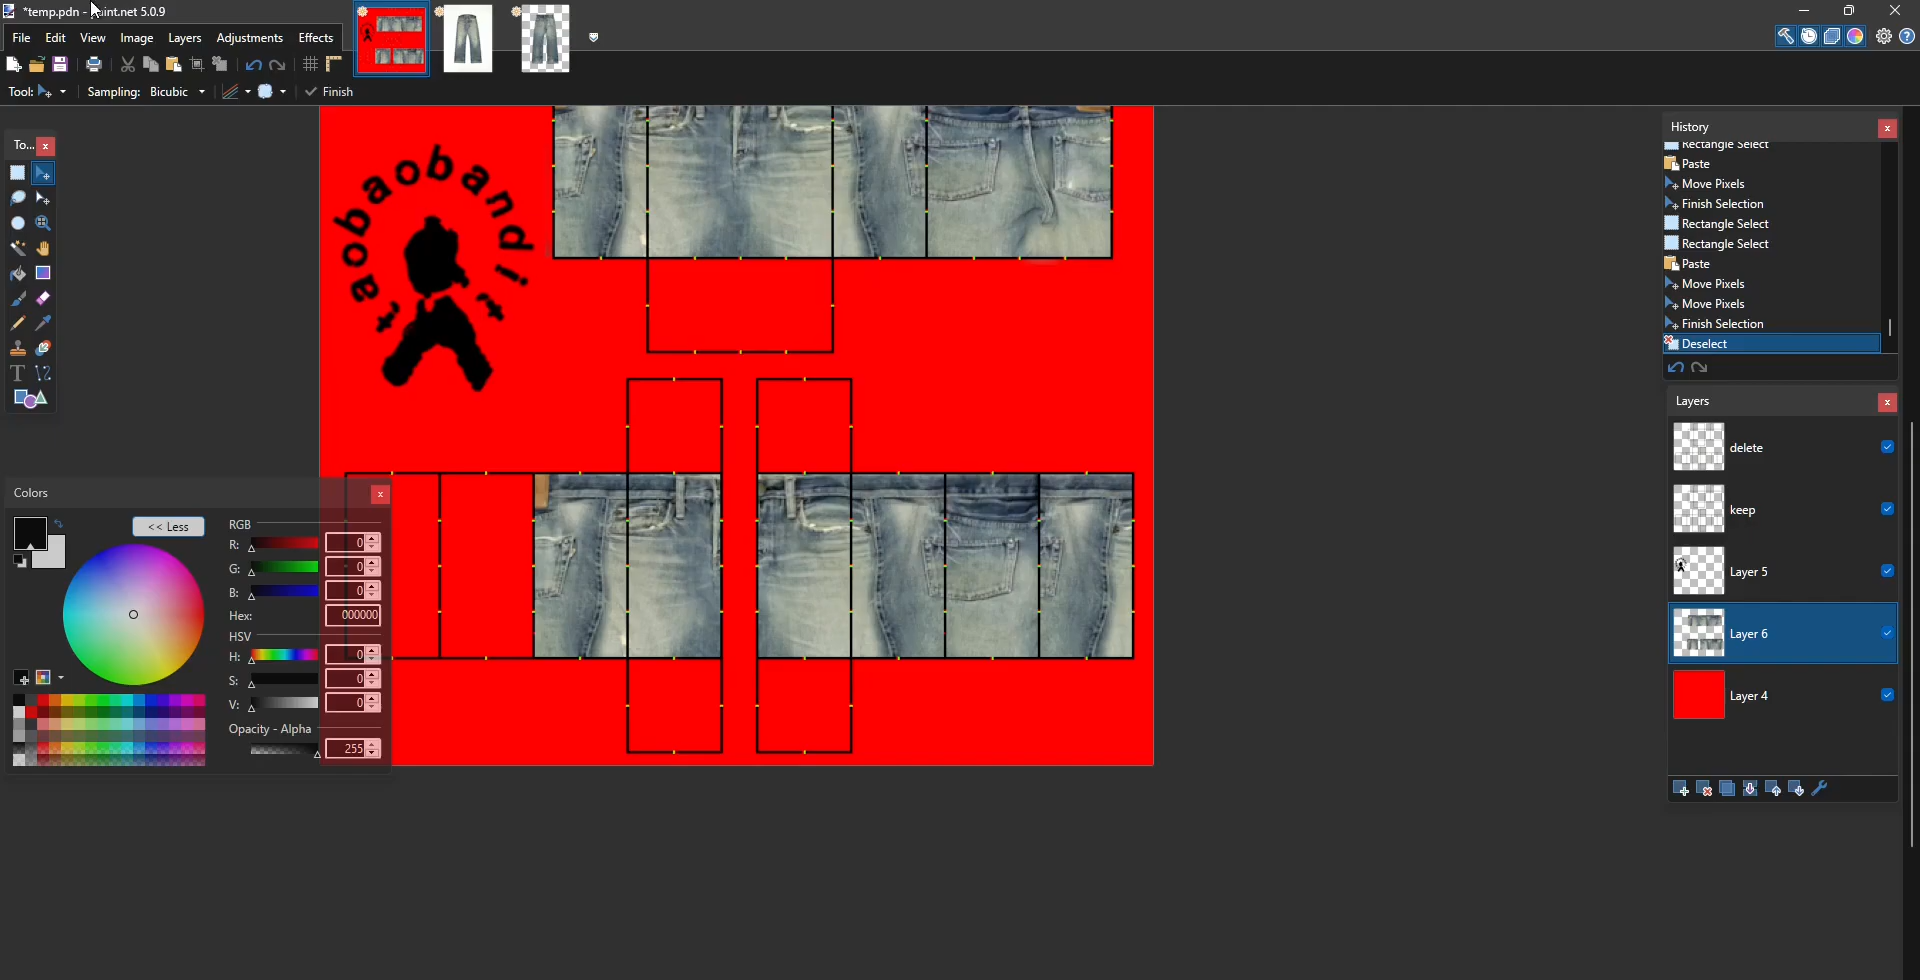 *temp.pdn - paint.net 5.0.9
File Edit View Image Layers Adjustments Effects
Tool: Sampling: Bicubic Finish
To...
taobaobandit
Colors
<< Less
RGB
R: 0
G: 0
B: 0
Hex: 000000
HSV
H: 0
S: 0
V: 0
Opacity - Alpha
255
T
History
Rectangle Select
Paste
Move Pixels
Finish Selection
Rectangle Select
Rectangle Select
Paste
Move Pixels
Move Pixels
Finish Selection
Deselect
Layers
delete
keep
Layer 5
Layer 6
Layer 4